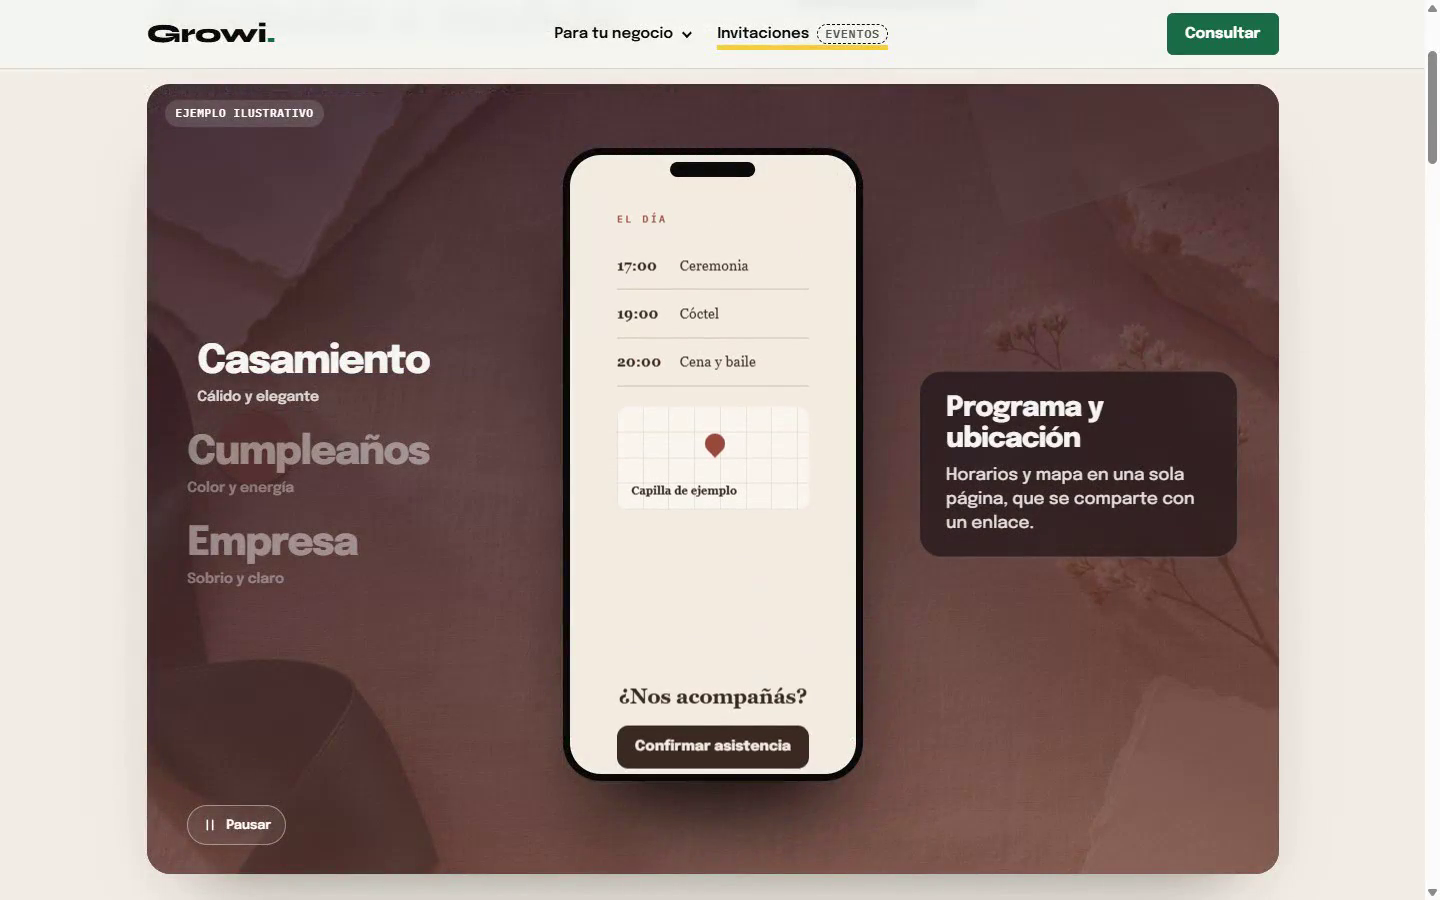 Growi.
Para tu negocio
Invitaciones EVENTOS
Consultar
EJEMPLO ILUSTRATIVO
Casamiento
Cálido y elegante
Cumpleaños
Color y energía
Empresa
Sobrio y claro
Pausar
EL DÍA
17:00 Ceremonia
19:00 Cóctel
20:00 Cena y baile
Capilla de ejemplo
¿Nos acompañás?
Confirmar asistencia
Programa y
ubicación
Horarios y mapa en una sola
página, que se comparte con
un enlace.